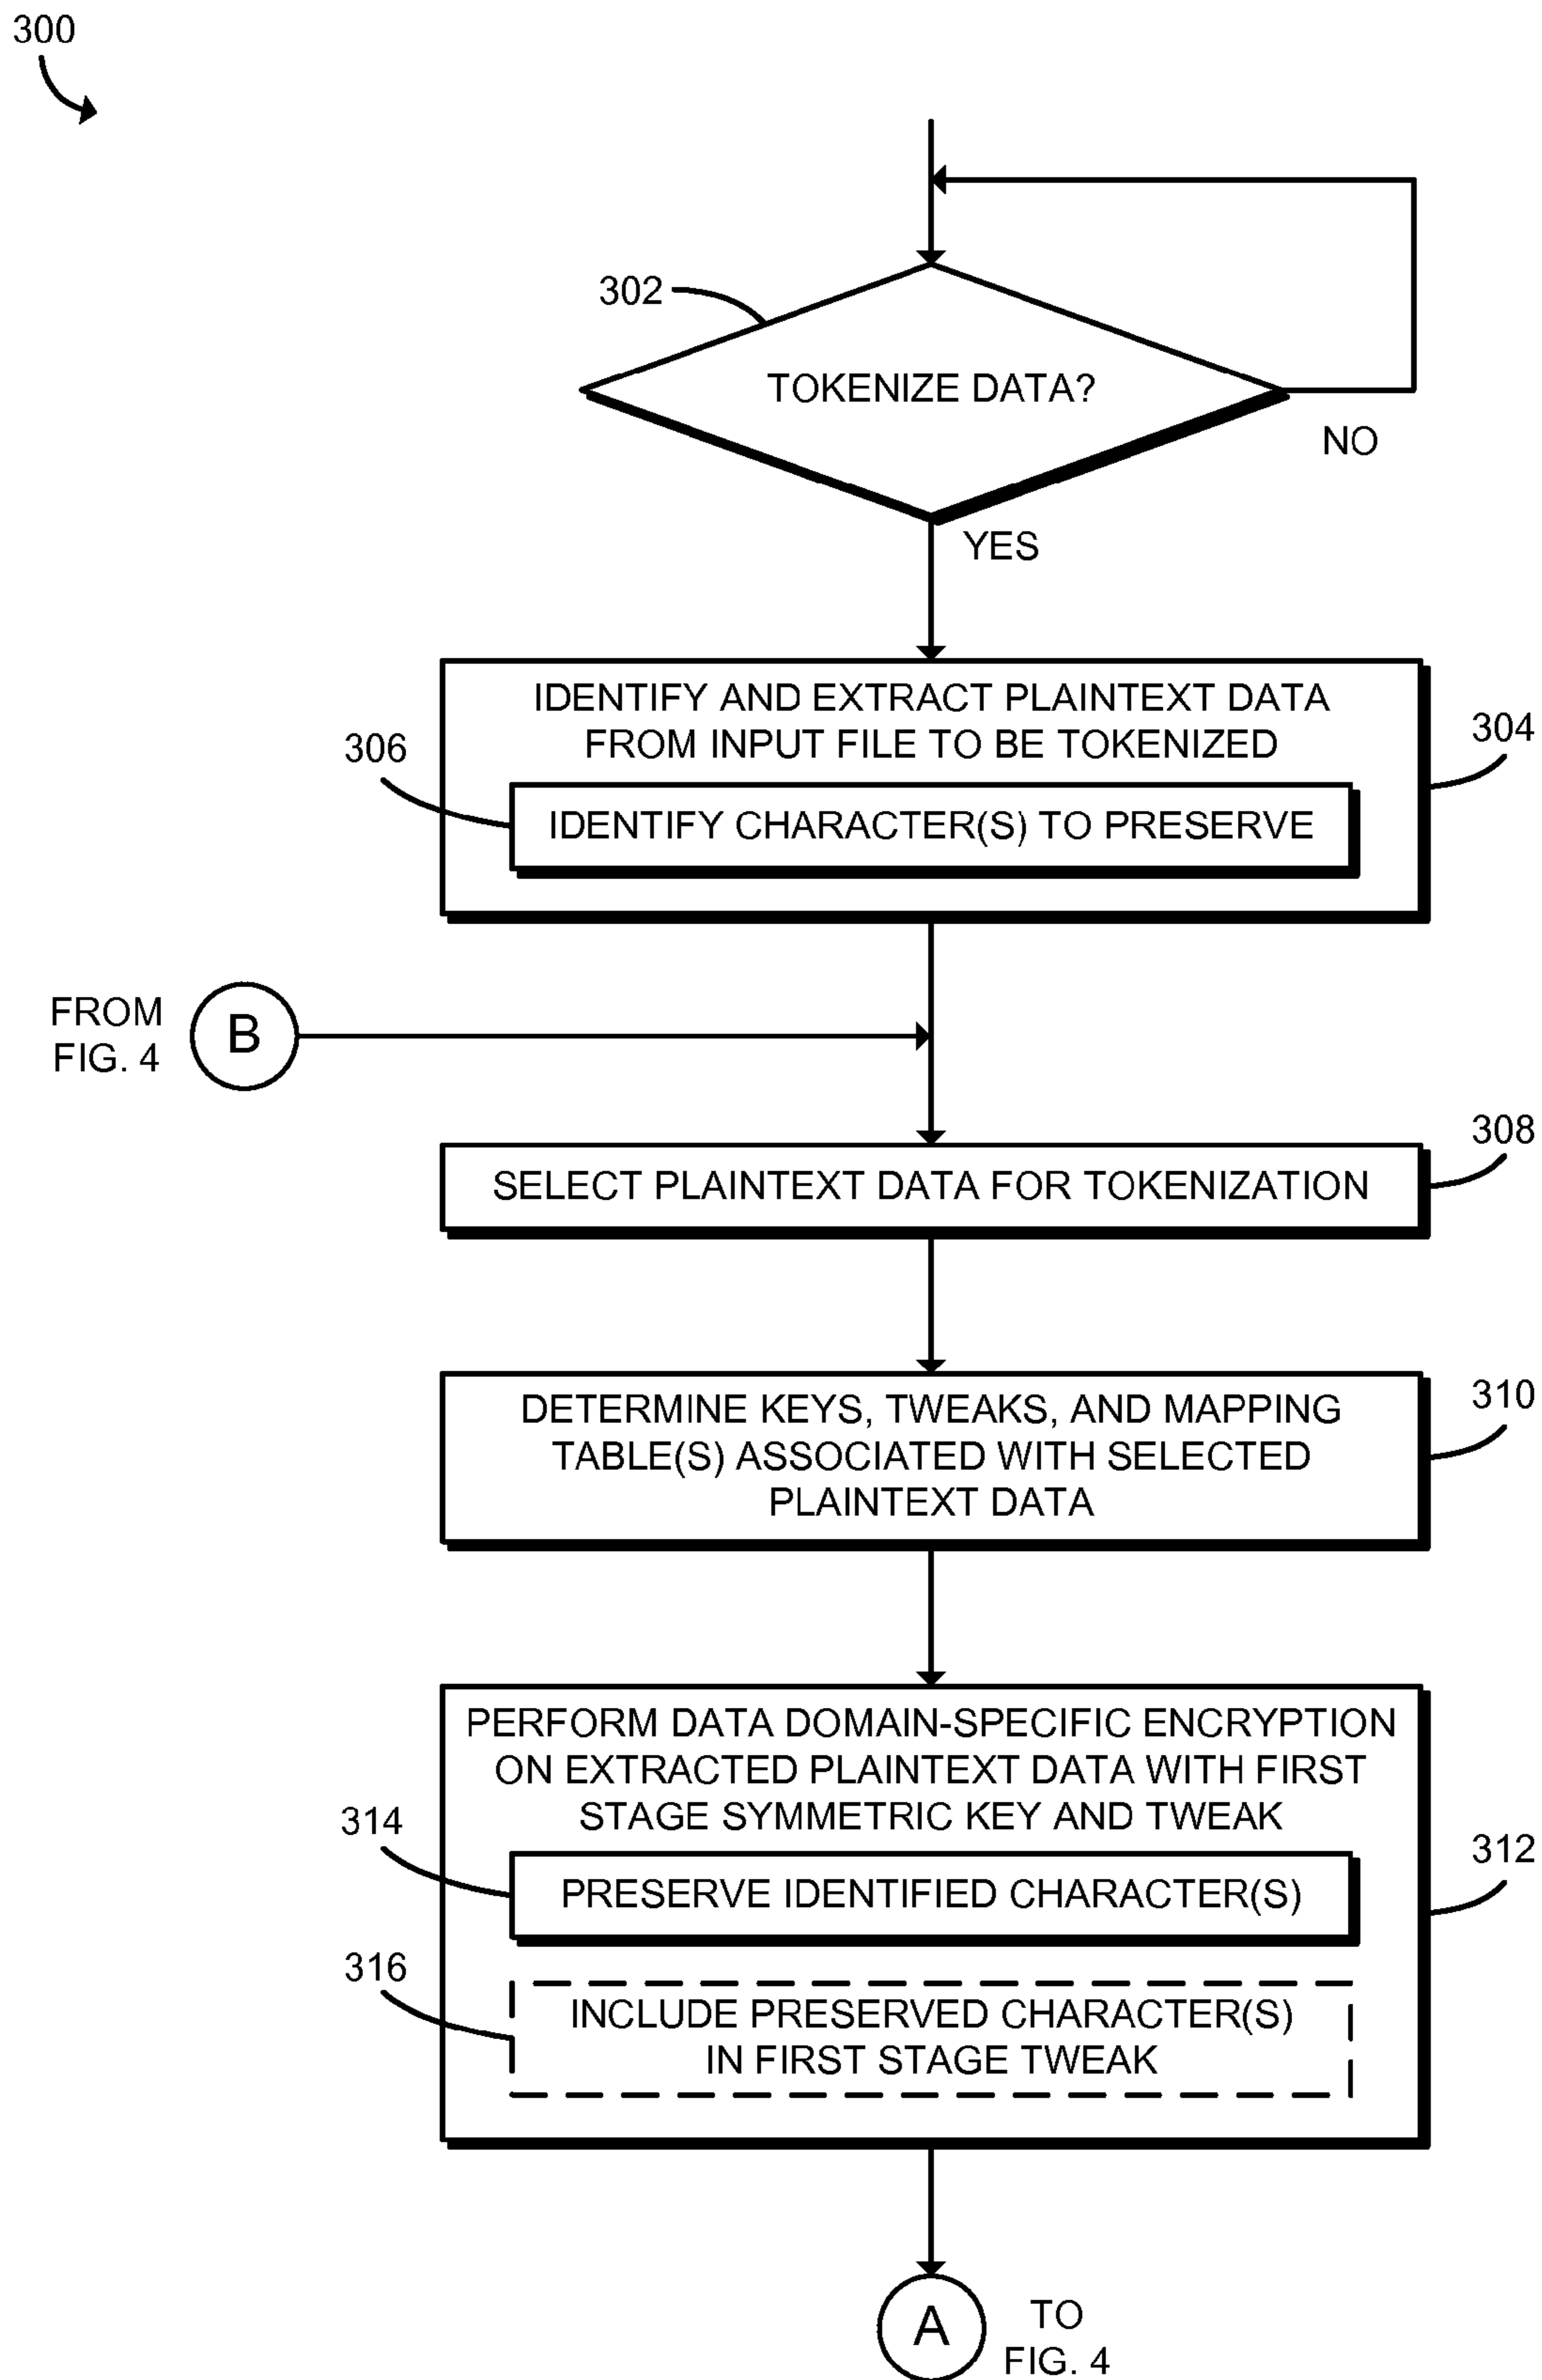 300
302
TOKENIZE DATA?
NO
YES
IDENTIFY AND EXTRACT PLAINTEXT DATA
FROM INPUT FILE TO BE TOKENIZED
304
306
IDENTIFY CHARACTER(S) TO PRESERVE
FROM
FIG. 4
B
308
SELECT PLAINTEXT DATA FOR TOKENIZATION
310
DETERMINE KEYS, TWEAKS, AND MAPPING
TABLE(S) ASSOCIATED WITH SELECTED
PLAINTEXT DATA
PERFORM DATA DOMAIN-SPECIFIC ENCRYPTION
ON EXTRACTED PLAINTEXT DATA WITH FIRST
STAGE SYMMETRIC KEY AND TWEAK
312
314
PRESERVE IDENTIFIED CHARACTER(S)
316
INCLUDE PRESERVED CHARACTER(S)
IN FIRST STAGE TWEAK
A
TO
FIG. 4